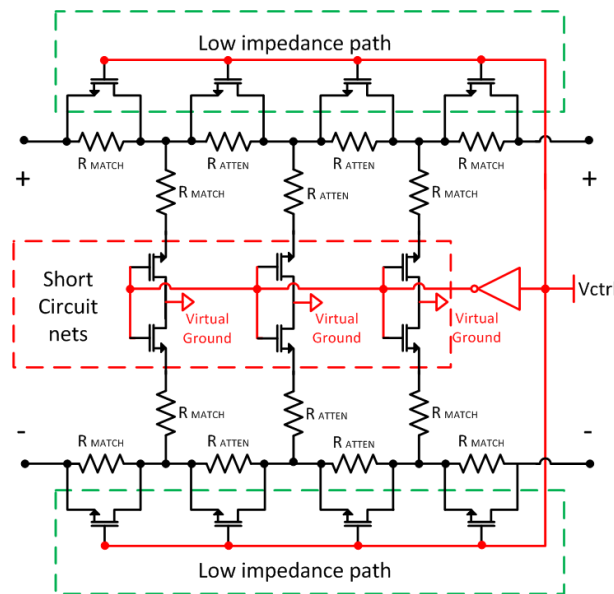 Low impedance path
R MATCH
R ATTEN
R ATTEN
R MATCH
+
+
R MATCH
R ATTEN
R MATCH
Short
Circuit
nets
Virtual
Ground
Virtual
Ground
Virtual
Ground
Vctrl
R MATCH
R ATTEN
R MATCH
-
-
R MATCH
R ATTEN
R ATTEN
R MATCH
Low impedance path